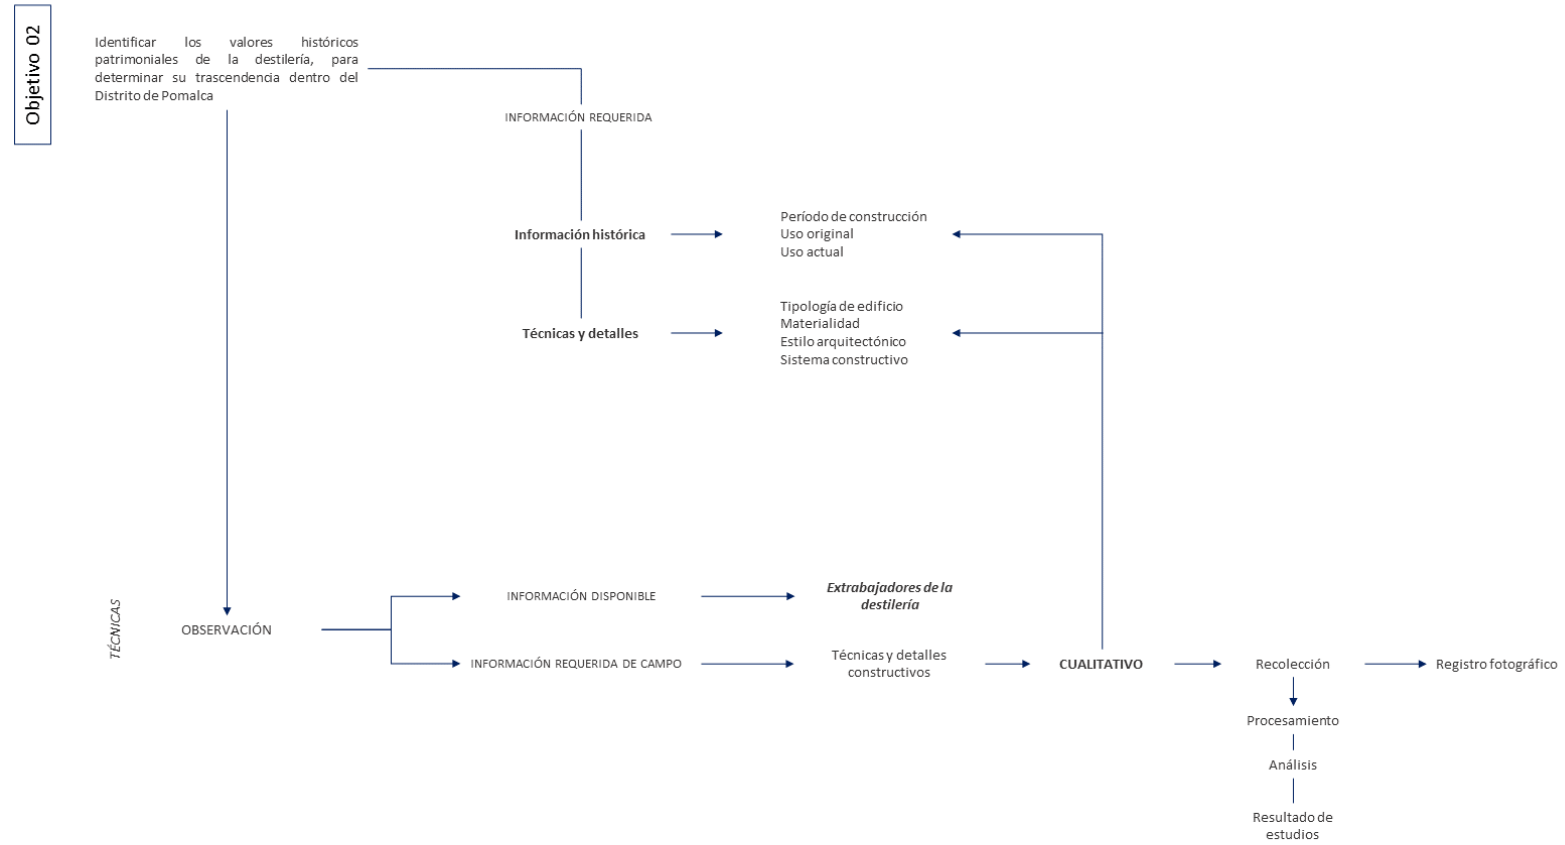 Objetivo 02
Identificar los valores históricos
patrimoniales de la destilería, para
determinar su trascendencia dentro del
Distrito de Pomalca
INFORMACIÓN REQUERIDA
Información histórica
Período de construcción
Uso original
Uso actual
Técnicas y detalles
Tipología de edificio
Materialidad
Estilo arquitectónico
Sistema constructivo
TÉCNICAS
OBSERVACIÓN
INFORMACIÓN DISPONIBLE
Extrabajadores de la
destilería
INFORMACIÓN REQUERIDA DE CAMPO
Técnicas y detalles
constructivos
CUALITATIVO
Recolección
Registro fotográfico
Procesamiento
Análisis
Resultado de
estudios